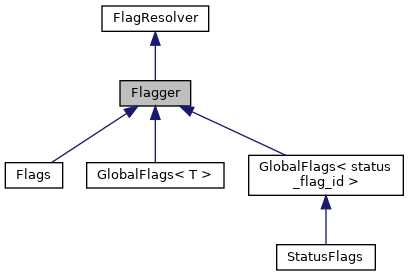 FlagResolver
Flagger
Flags
GlobalFlags< T >
GlobalFlags< status
_flag_id >
StatusFlags